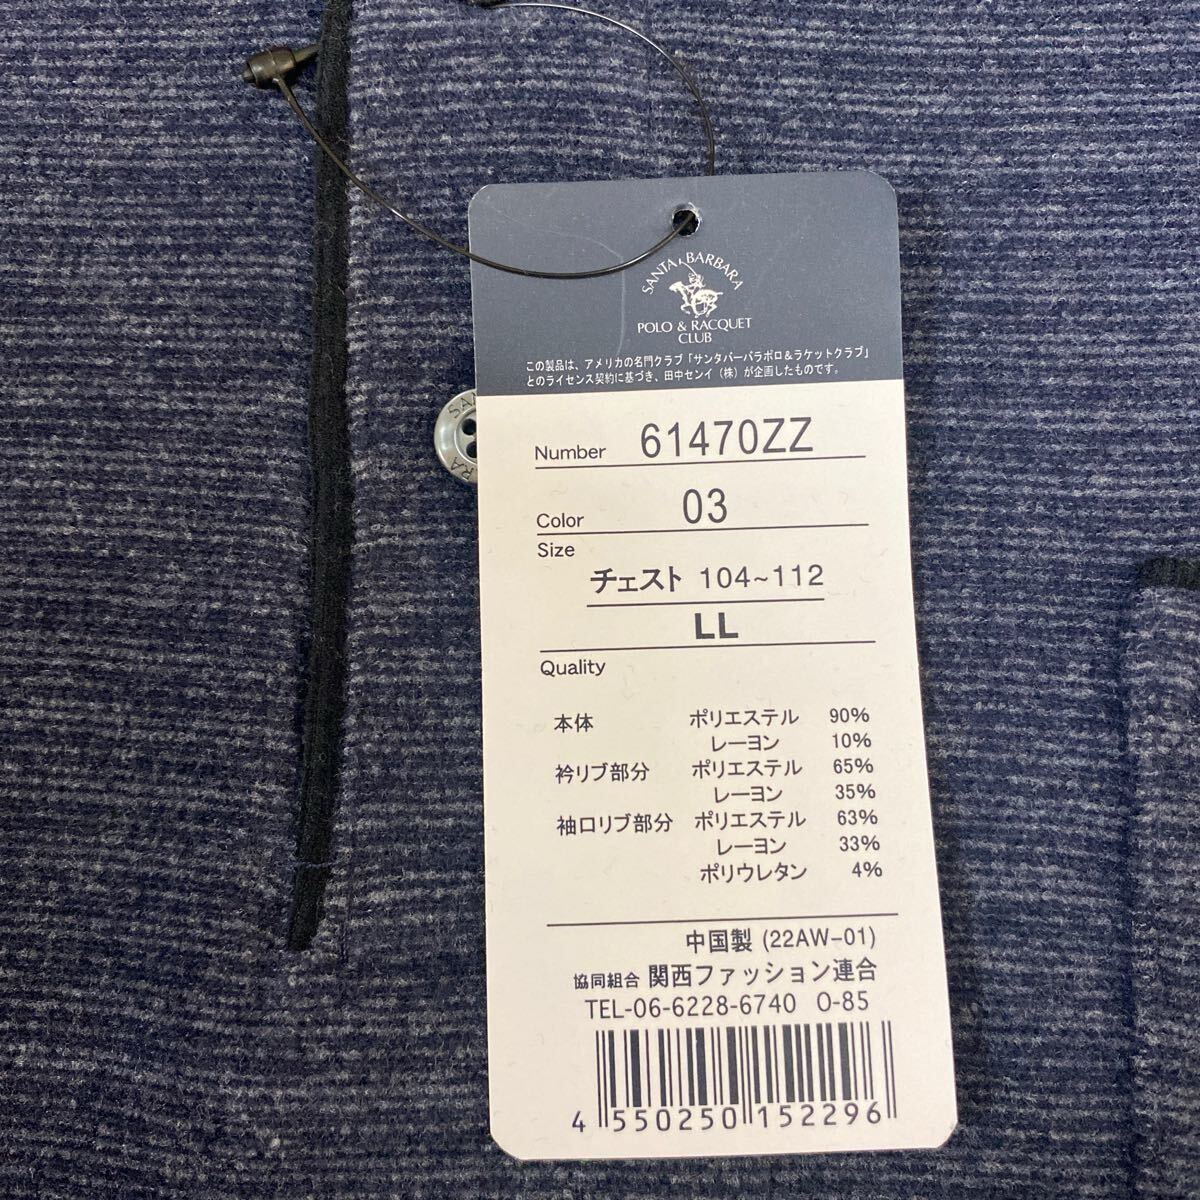 SANTA BARBARA
POLO & RACQUET
CLUB
この製品は、アメリカの名門クラブ「サンタバーバラポロ&ラケットクラブ」
とのライセンス契約に基づき、田中センイ(株)が企画したものです。
Number 61470ZZ
Color 03
Size
チェスト 104~112
LL
Quality
本体 ポリエステル 90%
レーヨン 10%
衿リブ部分 ポリエステル 65%
レーヨン 35%
袖口リブ部分 ポリエステル 63%
レーヨン 33%
ポリウレタン 4%
中国製 (22AW-01)
協同組合 関西ファッション連合
TEL-06-6228-6740 O-85
4 550250 152296